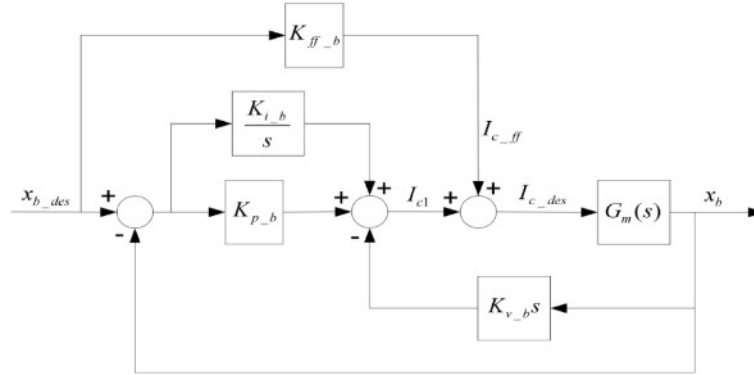 K_ff_b
K_i_b
s
I_c_ff
x_b_des
+
-
K_p_b
+
+
-
I_c1
+
+
I_c_des
G_m(s)
x_b
K_v_b s